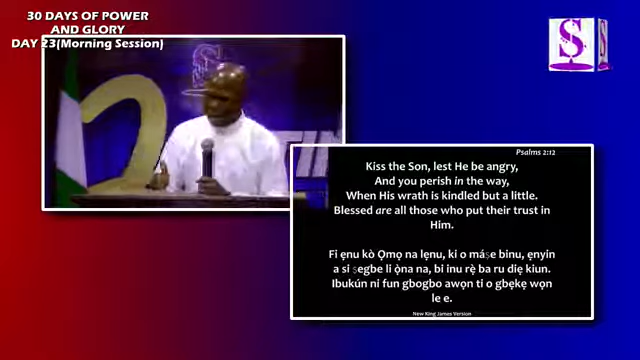 30 DAYS OF POWER
AND GLORY
DAY 23(Morning Session)
S
S
Psalms 2:12
Kiss the Son, lest He be angry,
And you perish in the way,
When His wrath is kindled but a little.
Blessed are all those who put their trust in
Him.
Fi ẹnu kò Ọmọ na lẹnu, ki o máṣe binu, ẹnyin
a si ṣegbe li ọ̀na na, bi inu rẹ̀ ba ru diẹ kiun.
Ibukún ni fun gbogbo awọn ti o gbẹkẹ wọn
le e.
New King James Version